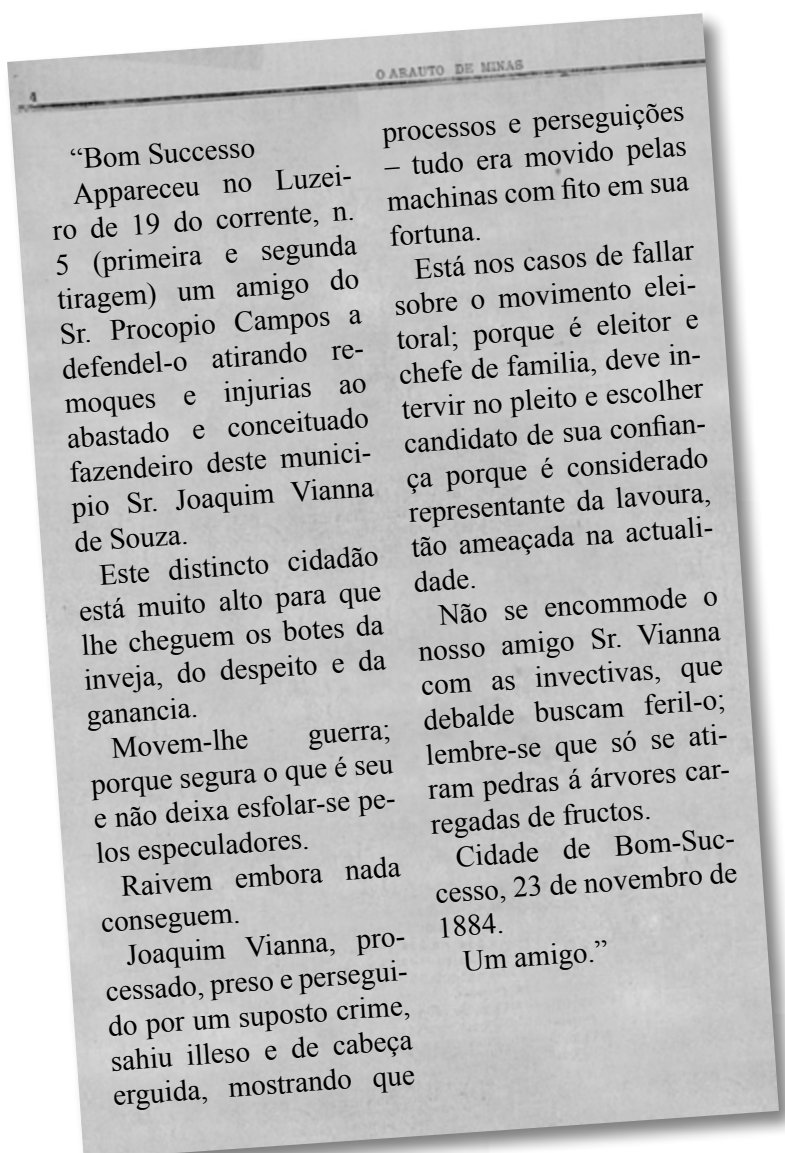 4
O ARAUTO DE MINAS
“Bom Successo
Appareceu no Luzei-
ro de 19 do corrente, n.
5 (primeira e segunda
tiragem) um amigo do
Sr. Procopio Campos a
defendel-o atirando re-
moques e injurias ao
abastado e conceituado
fazendeiro deste munici-
pio Sr. Joaquim Vianna
de Souza.
Este distincto cidadão
está muito alto para que
lhe cheguem os botes da
inveja, do despeito e da
ganancia.
Movem-lhe guerra;
porque segura o que é seu
e não deixa esfolar-se pe-
los especuladores.
Raivem embora nada
conseguem.
Joaquim Vianna, pro-
cessado, preso e persegui-
do por um suposto crime,
sahiu illeso e de cabeça
erguida, mostrando que
processos e perseguições
– tudo era movido pelas
machinas com fito em sua
fortuna.
Está nos casos de fallar
sobre o movimento elei-
toral; porque é eleitor e
chefe de familia, deve in-
tervir no pleito e escolher
candidato de sua confian-
ça porque é considerado
representante da lavoura,
tão ameaçada na actuali-
dade.
Não se encommode o
nosso amigo Sr. Vianna
com as invectivas, que
debalde buscam feril-o;
lembre-se que só se ati-
ram pedras á árvores car-
regadas de fructos.
Cidade de Bom-Suc-
cesso, 23 de novembro de
1884.
Um amigo.”